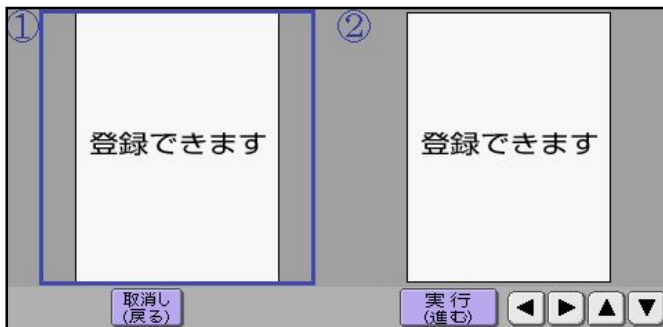 ①
②
登録できます
登録できます
取消し
(戻る)
実行
(進む)
◀ ▶ ▲ ▼